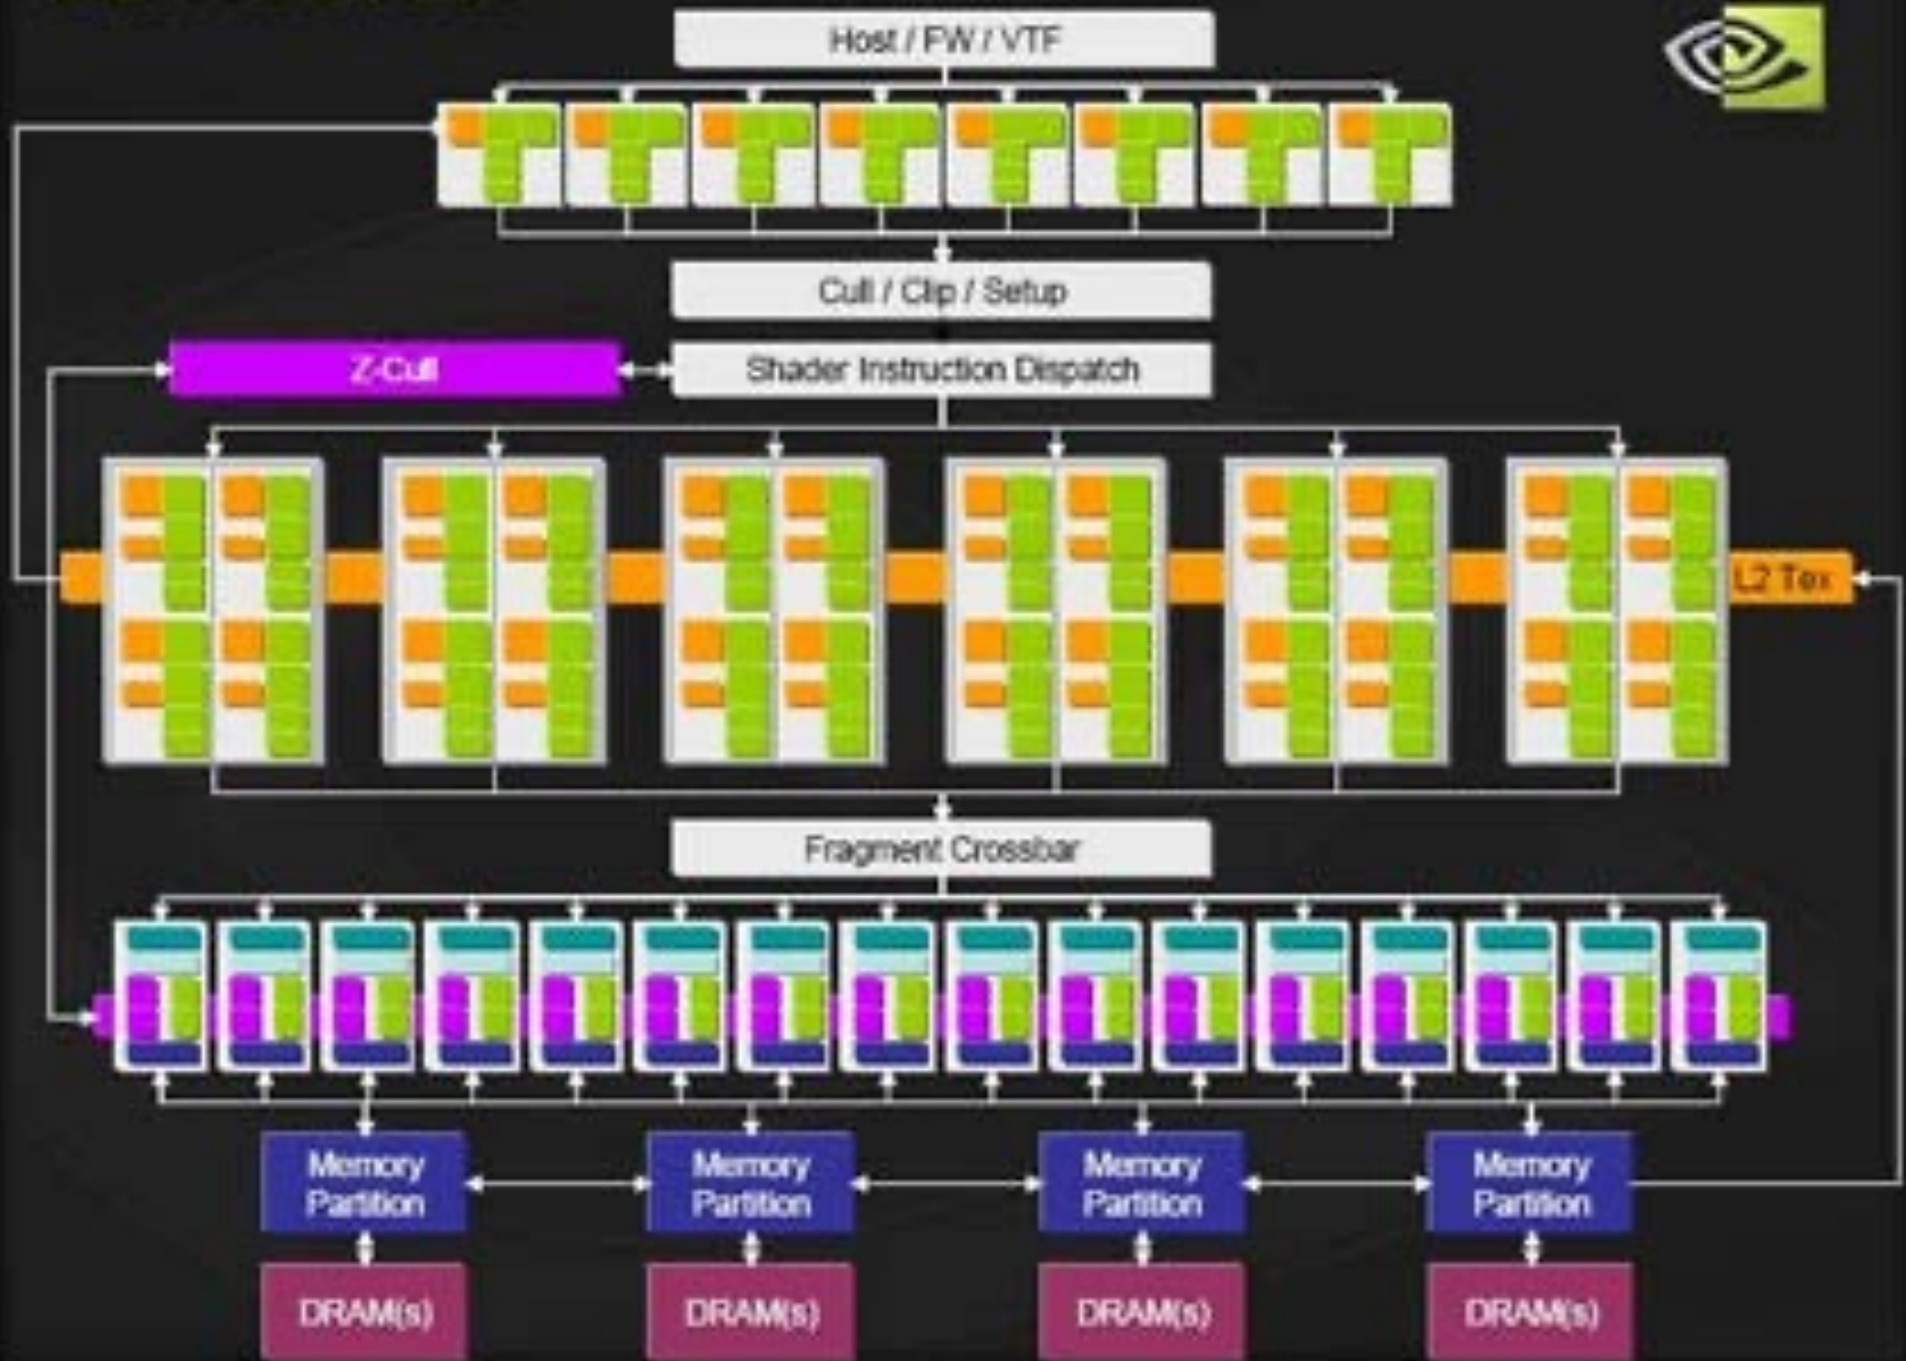 Host / FW / VTF
Cull / Clip / Setup
Z-Cull
Shader Instruction Dispatch
L2 Tex
Fragment Crossbar
Memory
Partition
Memory
Partition
Memory
Partition
Memory
Partition
DRAM(s)
DRAM(s)
DRAM(s)
DRAM(s)